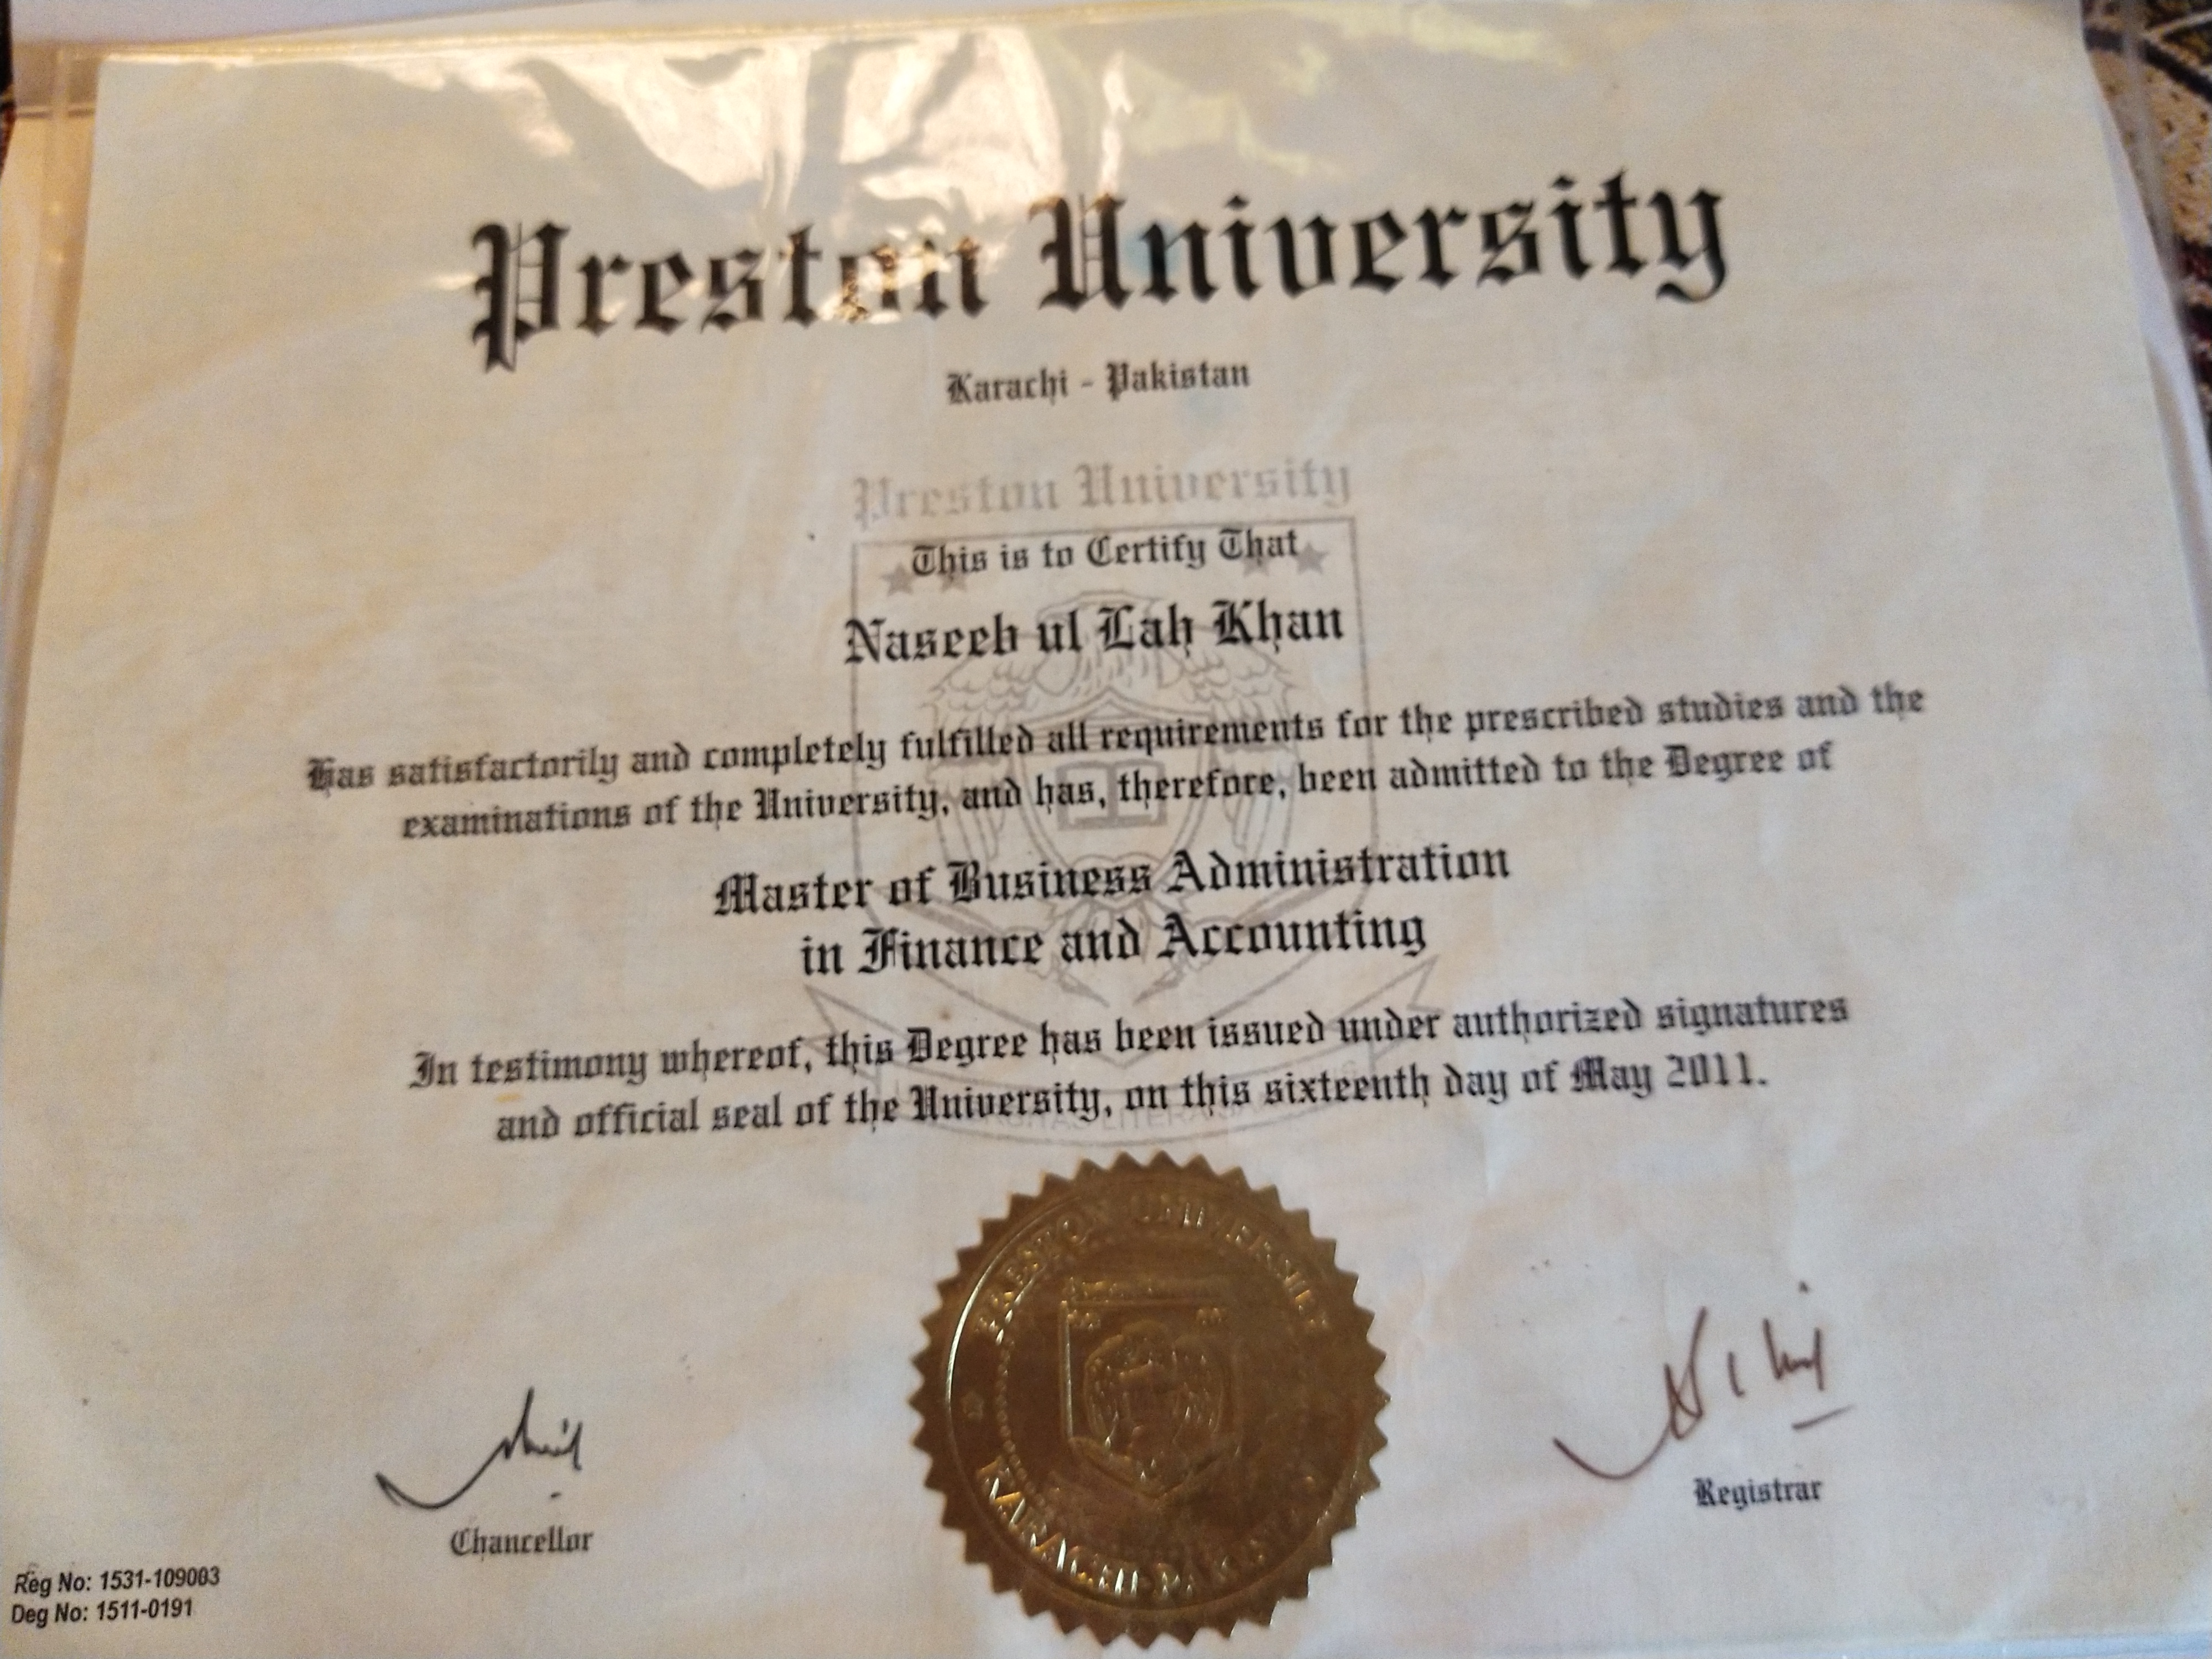 Preston University
Karachi - Pakistan
Preston University
This is to Certify That
Naseeb ul Lah Khan
Has satisfactorily and completely fulfilled all requirements for the prescribed studies and the
examinations of the University, and has, therefore, been admitted to the Degree of
Master of Business Administration
in Finance and Accounting
In testimony whereof, this Degree has been issued under authorized signatures
and official seal of the University, on this sixteenth day of May 2011.
PRESTON UNIVERSITY
KARACHI
Chancellor
Registrar
Reg No: 1531-109003
Deg No: 1511-0191